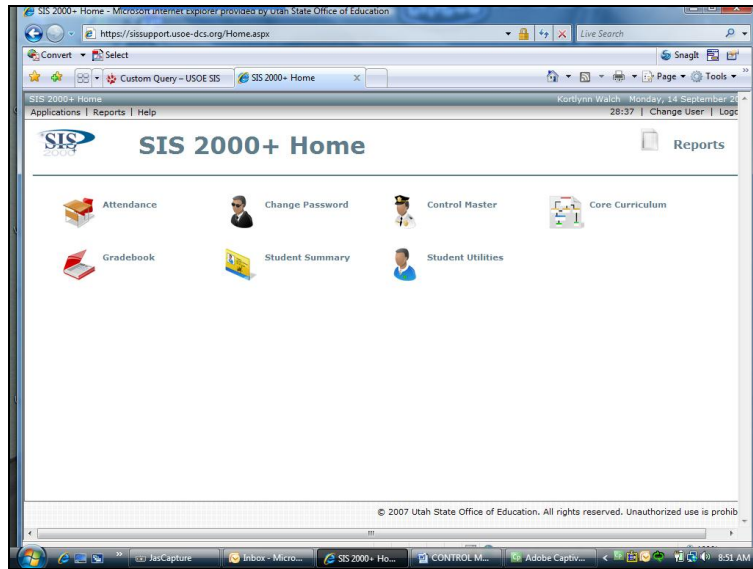 SIS 2000+ Home - Microsoft Internet Explorer provided by Utah State Office of Education
https://sissupport.usoe-dcs.org/Home.aspx
Live Search
Convert Select
SnagIt
Custom Query – USOE SIS
SIS 2000+ Home
Page Tools
SIS 2000+ Home
Kortlynn Walch Monday, 14 September 20
Applications | Reports | Help
28:37 | Change User | Logo
SIS
2000+
SIS 2000+ Home
Reports
Attendance
Change Password
Control Master
Core Curriculum
Gradebook
Student Summary
Student Utilities
© 2007 Utah State Office of Education. All rights reserved. Unauthorized use is prohib
JasCapture
Inbox - Micro...
SIS 2000+ Ho...
CONTROL M...
Adobe Captiv...
8:51 AM